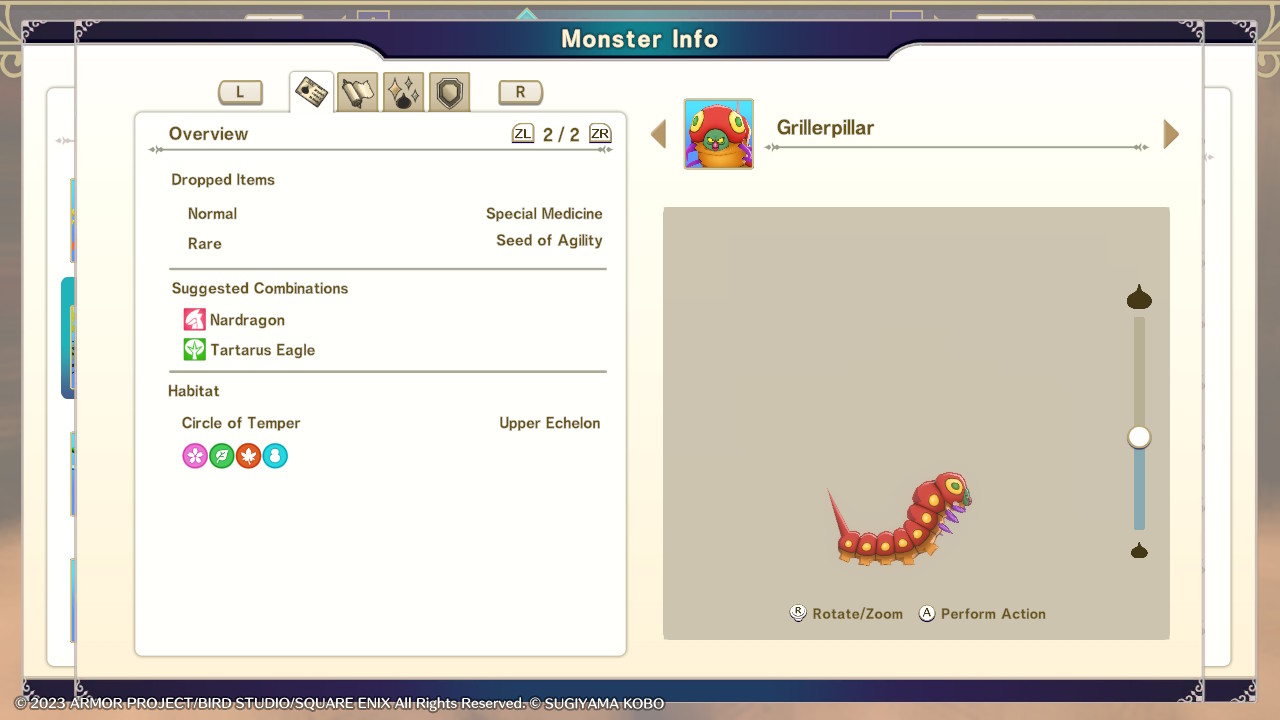 Monster Info
L
R
Overview
ZL 2 / 2 ZR
Grillerpillar
Dropped Items
Normal Special Medicine
Rare Seed of Agility
Suggested Combinations
Nardragon
Tartarus Eagle
Habitat
Circle of Temper Upper Echelon
R Rotate/Zoom A Perform Action
© 2023 ARMOR PROJECT/BIRD STUDIO/SQUARE ENIX All Rights Reserved. © SUGIYAMA KOBO